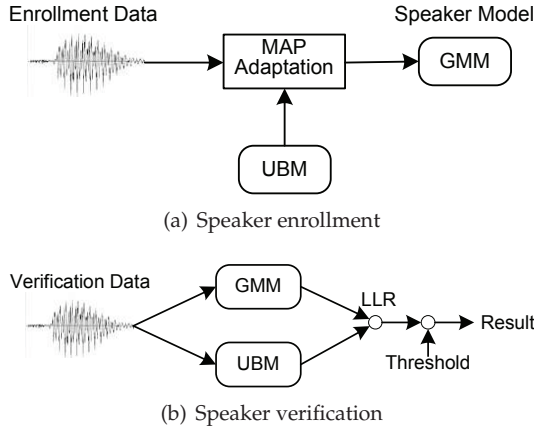 Enrollment Data
Speaker Model
MAP
Adaptation
GMM
UBM
(a) Speaker enrollment
Verification Data
GMM
LLR
Result
UBM
Threshold
(b) Speaker verification